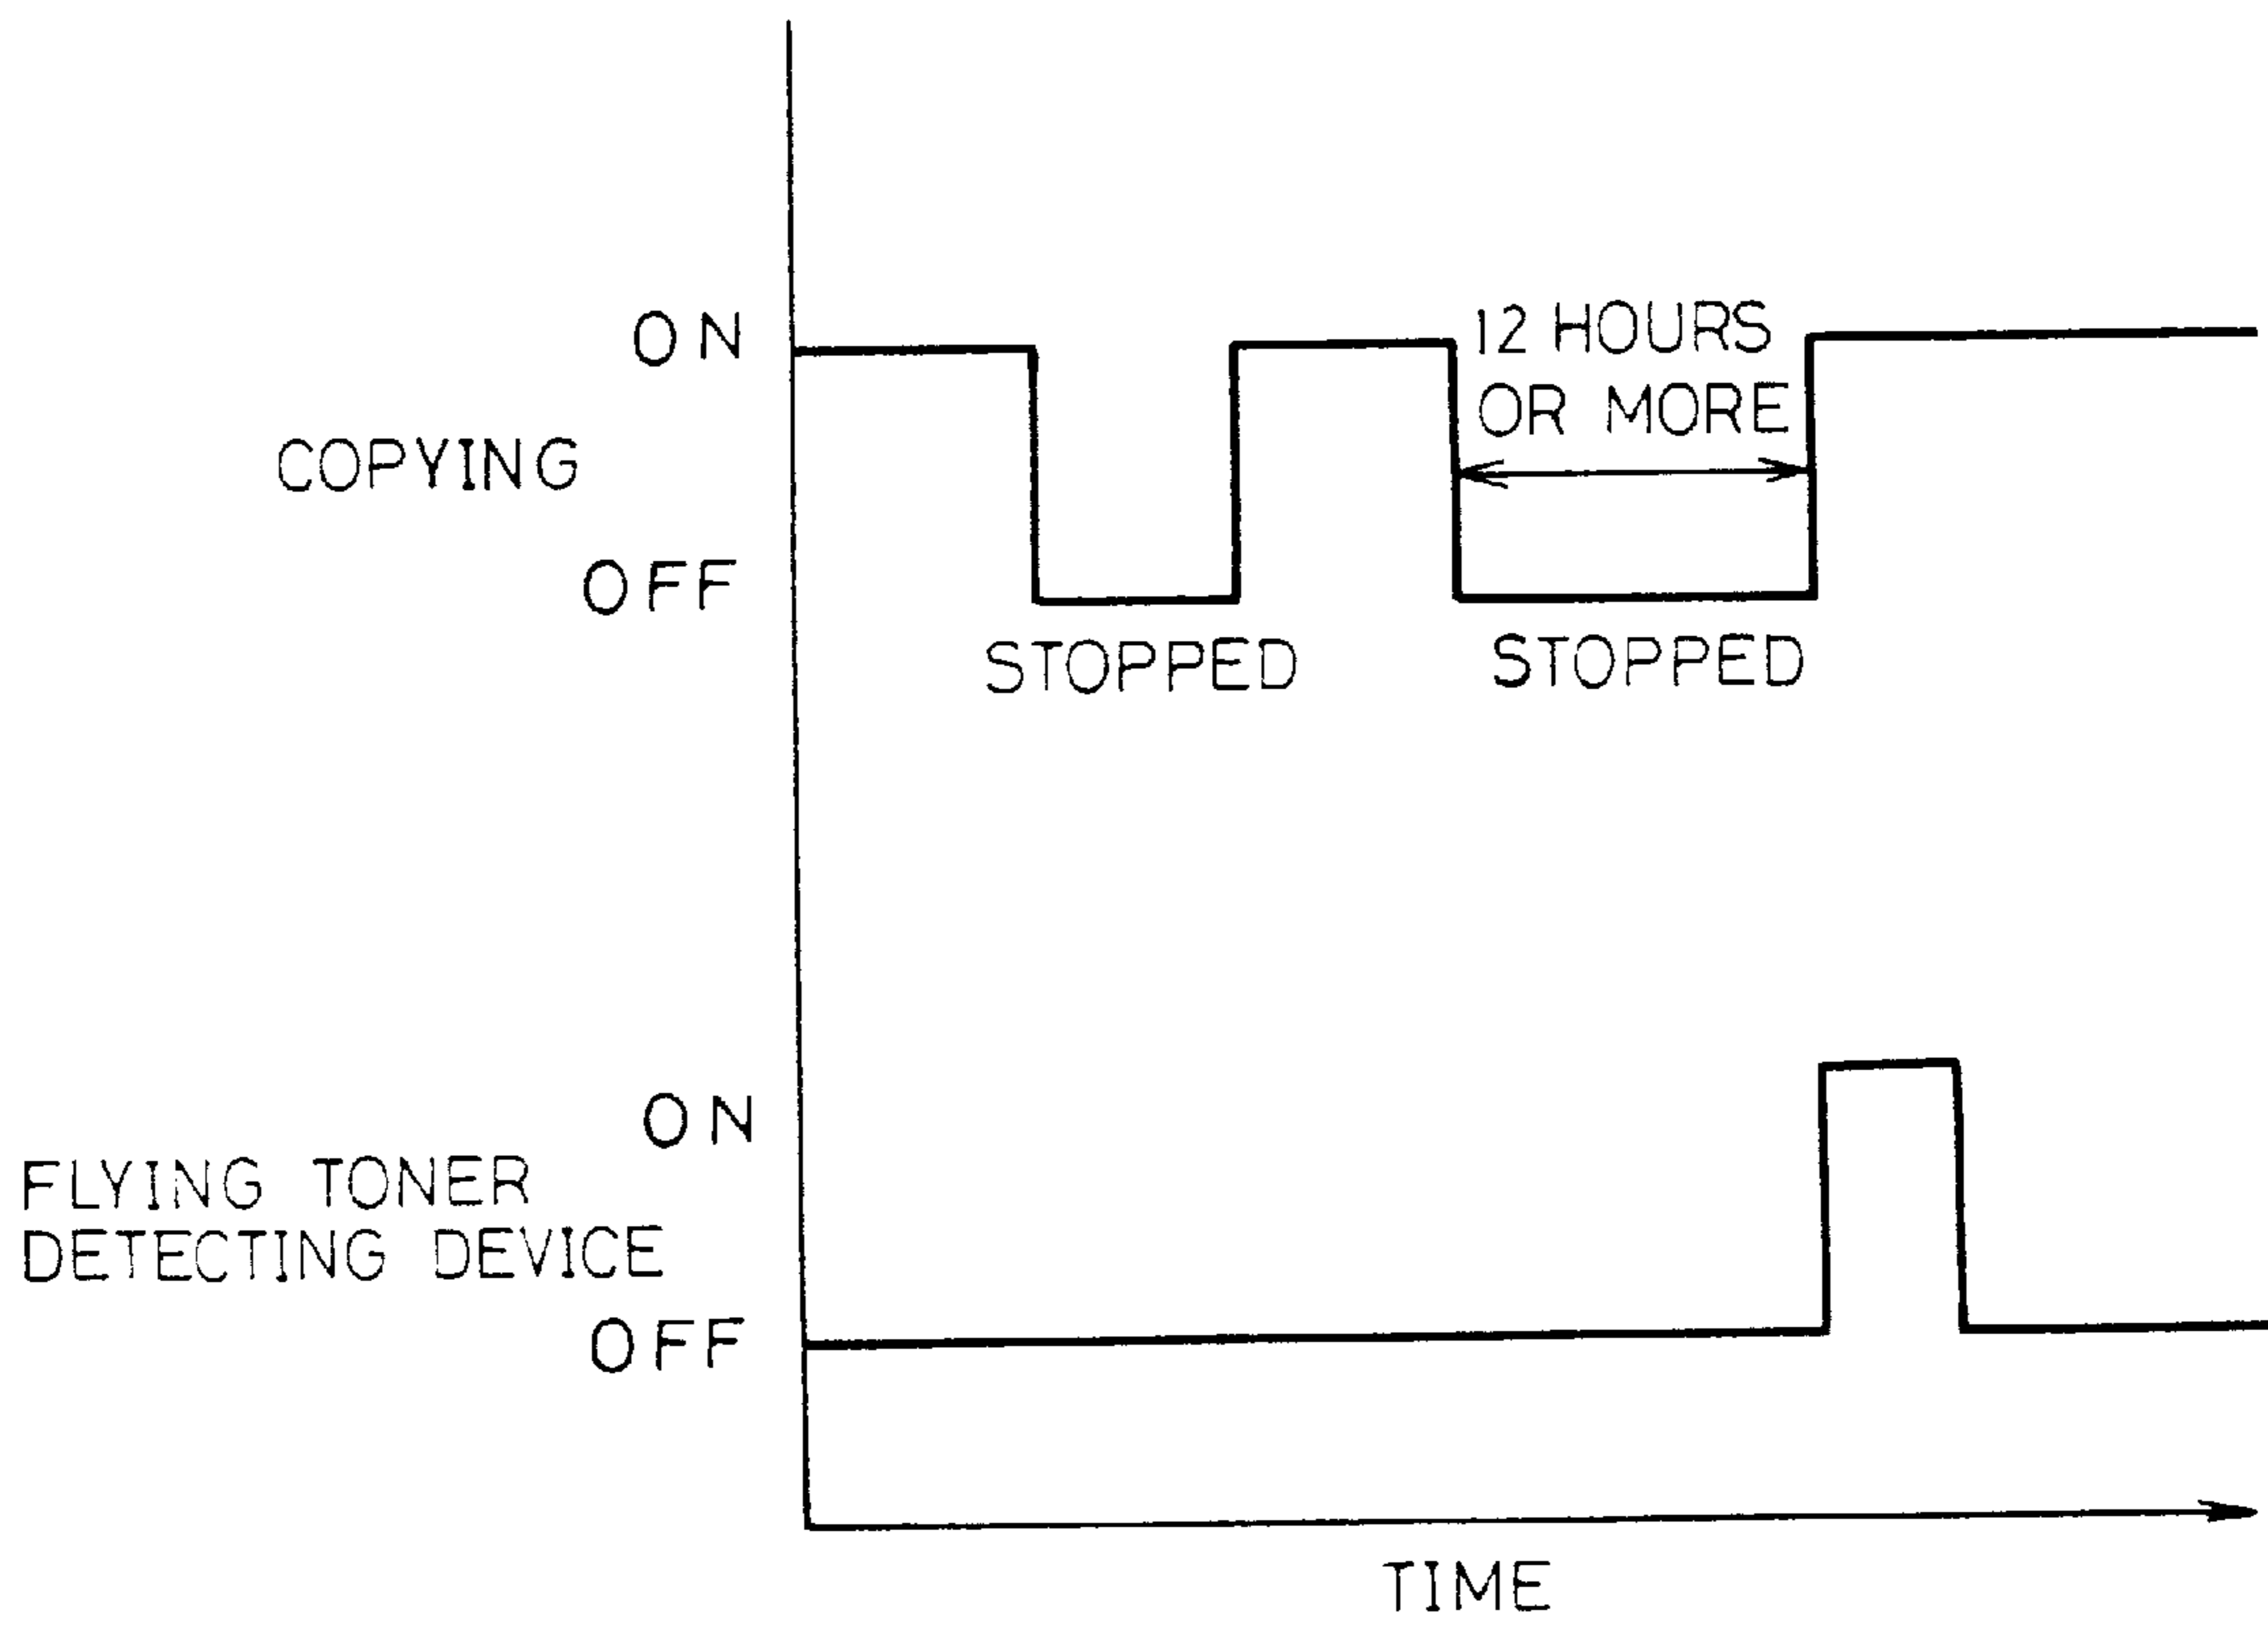 ON
12 HOURS
OR MORE
COPYING
OFF
STOPPED
STOPPED
ON
FLYING TONER
DETECTING DEVICE
OFF
TIME